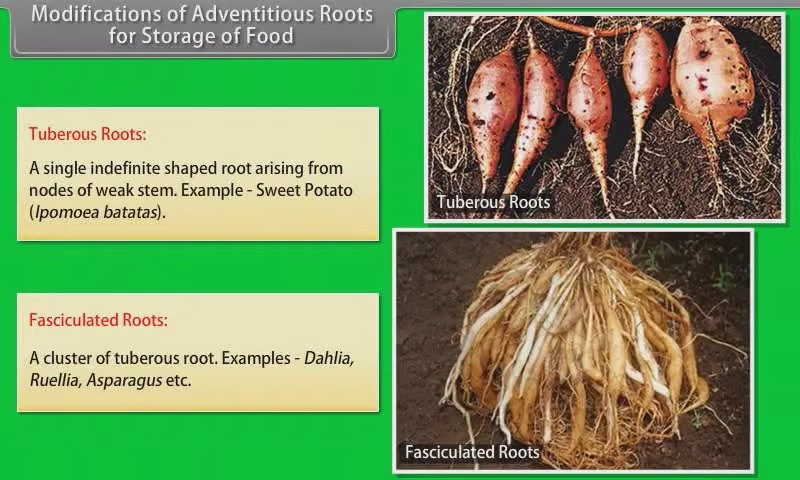 Modifications of Adventitious Roots
for Storage of Food
Tuberous Roots:
A single indefinite shaped root arising from
nodes of weak stem. Example - Sweet Potato
(Ipomoea batatas).
Tuberous Roots
Fasciculated Roots:
A cluster of tuberous root. Examples - Dahlia,
Ruellia, Asparagus etc.
Fasciculated Roots